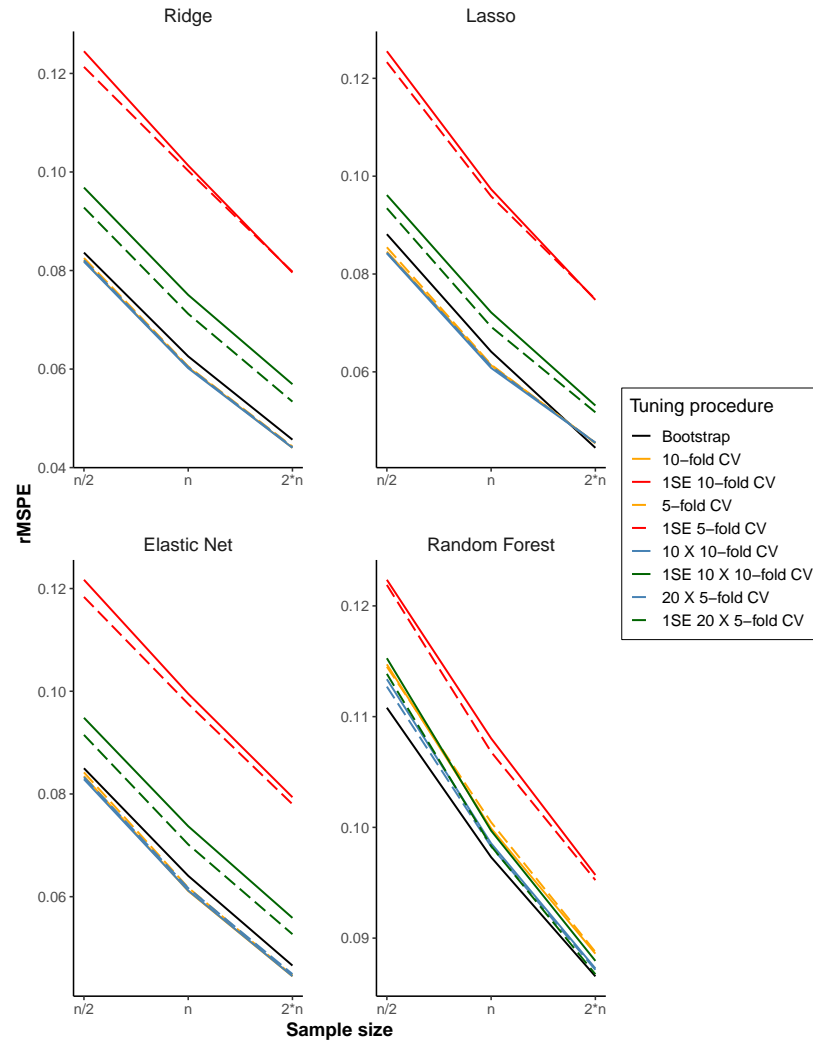 Ridge
Lasso
0.12
0.10
0.08
0.06
0.04
n/2
n
2*n
0.12
0.10
0.08
0.06
n/2
n
2*n
rMSPE
Elastic Net
Random Forest
0.12
0.10
0.08
0.06
n/2
n
2*n
0.12
0.11
0.10
0.09
n/2
n
2*n
Sample size
Tuning procedure
Bootstrap
10−fold CV
1SE 10−fold CV
5−fold CV
1SE 5−fold CV
10 X 10−fold CV
1SE 10 X 10−fold CV
20 X 5−fold CV
1SE 20 X 5−fold CV